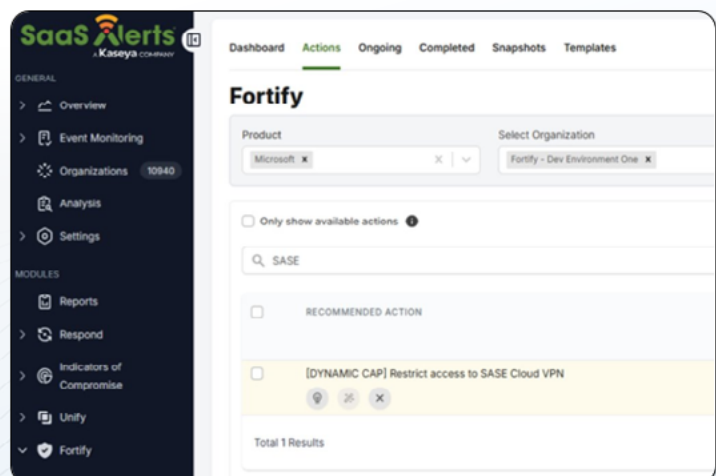 SaaS Alerts
A Kaseya COMPANY
GENERAL
Overview
Event Monitoring
Organizations 10940
Analysis
Settings
MODULES
Reports
Respond
Indicators of
Compromise
Unify
Fortify
Dashboard Actions Ongoing Completed Snapshots Templates
Fortify
Product
Microsoft
Select Organization
Fortify - Dev Environment One
Only show available actions
SASE
RECOMMENDED ACTION
[DYNAMIC CAP] Restrict access to SASE Cloud VPN
Total 1 Results